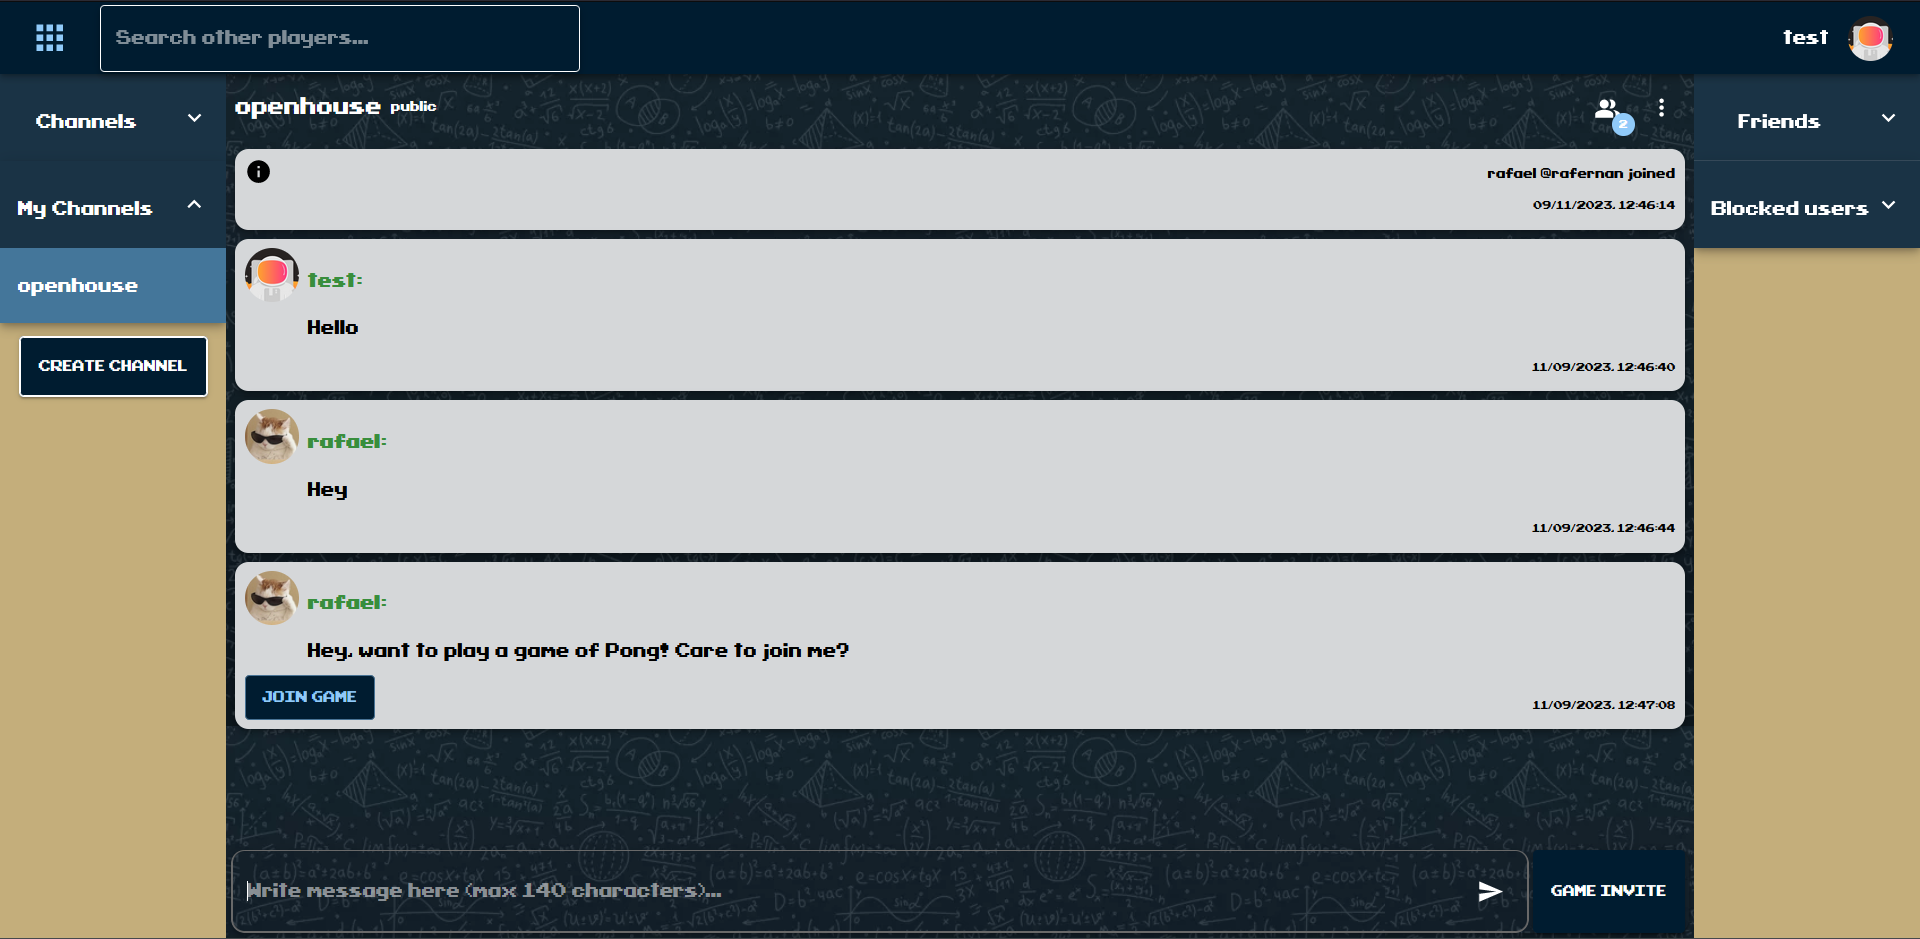 Search other players...
test
Channels
My Channels
openhouse
CREATE CHANNEL
openhouse public
2
rafael @rafernan joined
09/11/2023, 12:46:14
test:
Hello
11/09/2023, 12:46:40
rafael:
Hey
11/09/2023, 12:46:44
rafael:
Hey, want to play a game of Pong! Care to join me?
JOIN GAME
11/09/2023, 12:47:08
Write message here (max 140 characters)...
GAME INVITE
Friends
Blocked users